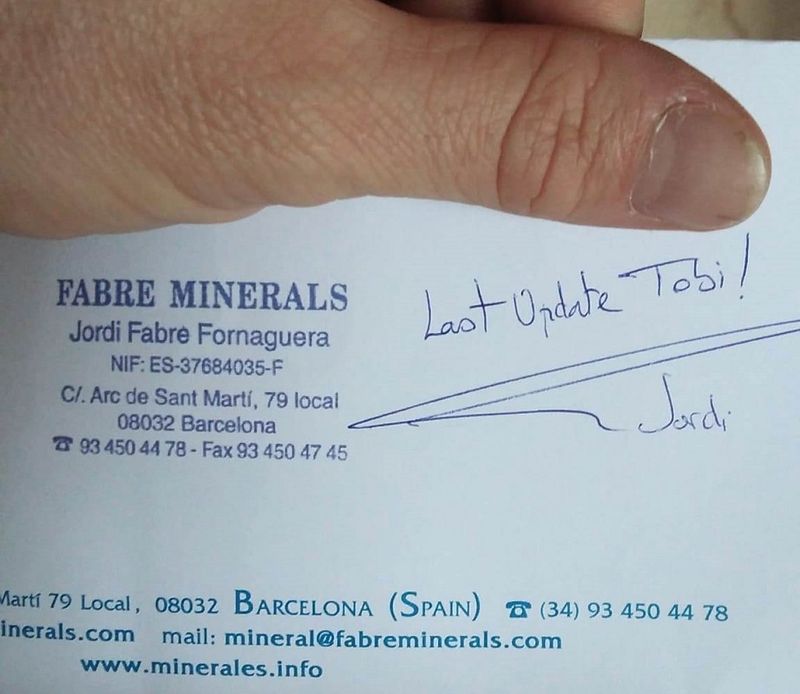 FABRE MINERALS
Jordi Fabre Fornaguera
NIF: ES-37684035-F
C/. Arc de Sant Martí, 79 local
08032 Barcelona
☎ 93 450 44 78 - Fax 93 450 47 45
Last Update Tobi!
Jordi
Martí 79 Local, 08032 BARCELONA (SPAIN) ☎ (34) 93 450 44 78
inerals.com mail: mineral@fabreminerals.com
www.minerales.info